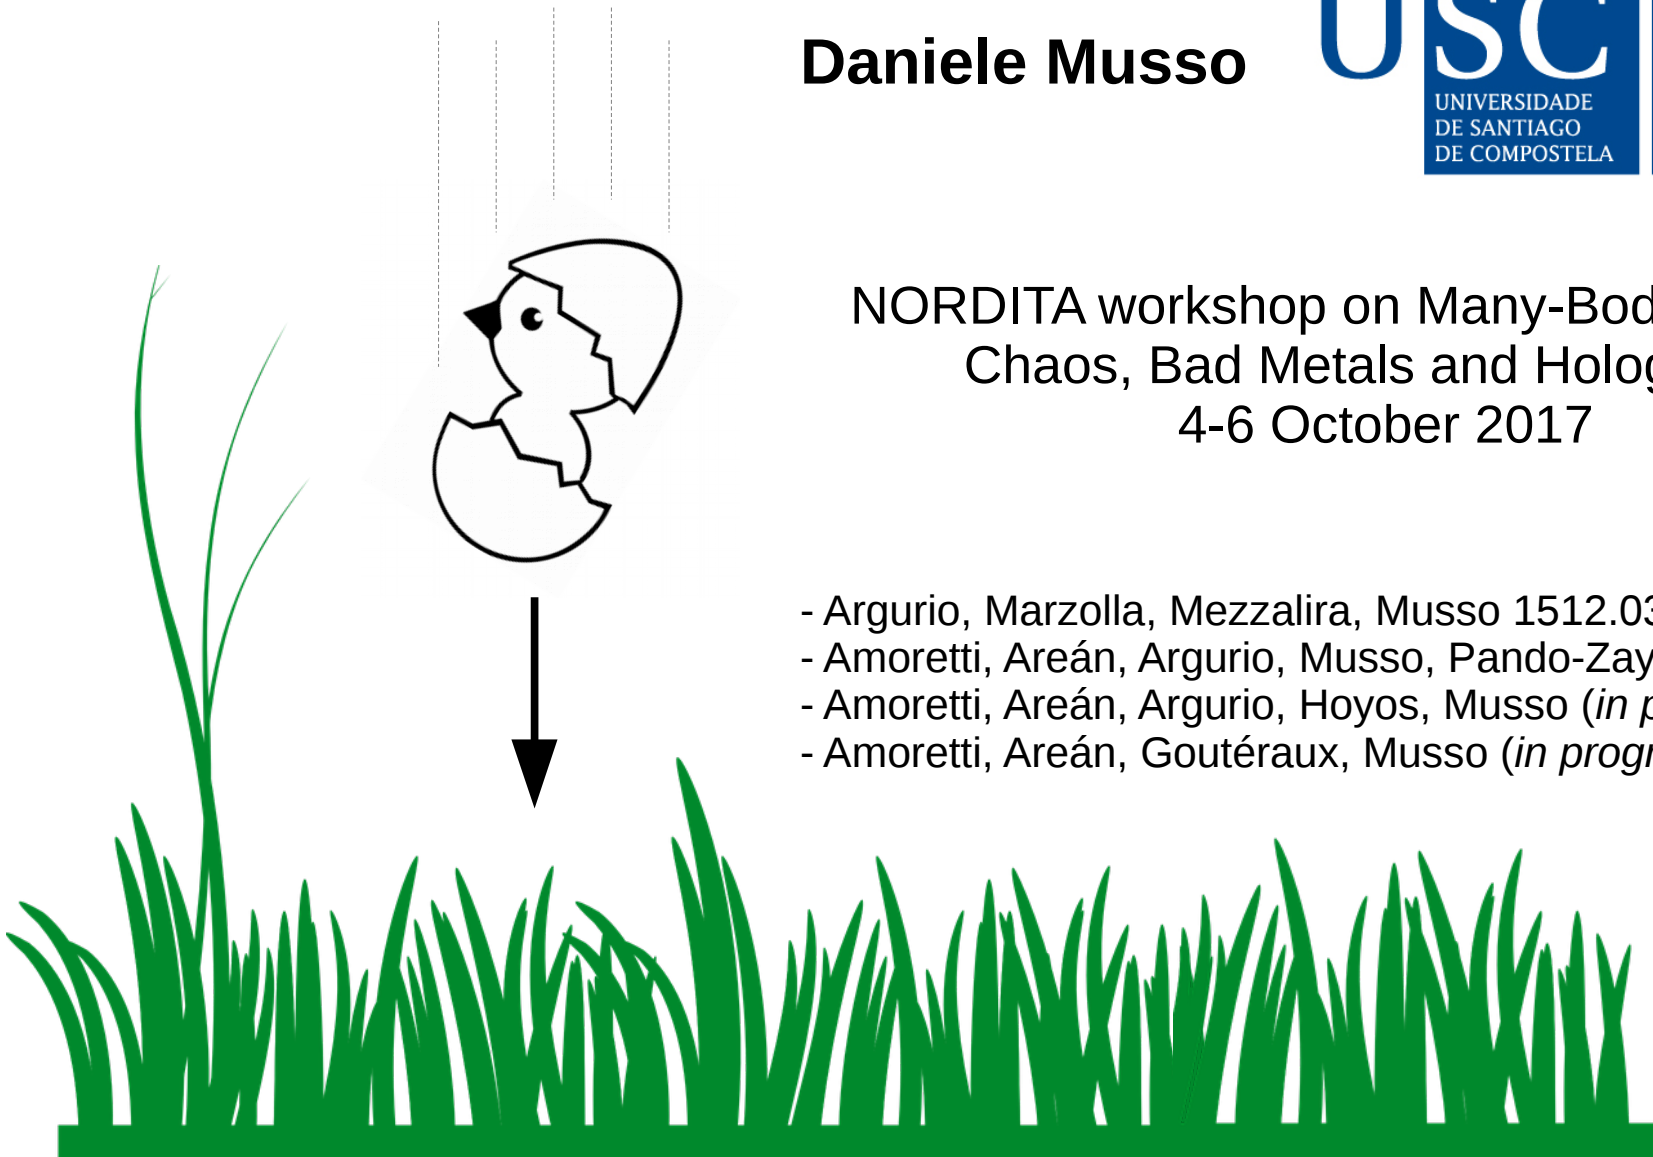 Daniele Musso
USC
UNIVERSIDADE
DE SANTIAGO
DE COMPOSTELA
NORDITA workshop on Many-Bod
Chaos, Bad Metals and Holog
4-6 October 2017
- Argurio, Marzolla, Mezzalira, Musso 1512.03
- Amoretti, Areán, Argurio, Musso, Pando-Zay
- Amoretti, Areán, Argurio, Hoyos, Musso (in p
- Amoretti, Areán, Goutéraux, Musso (in progr